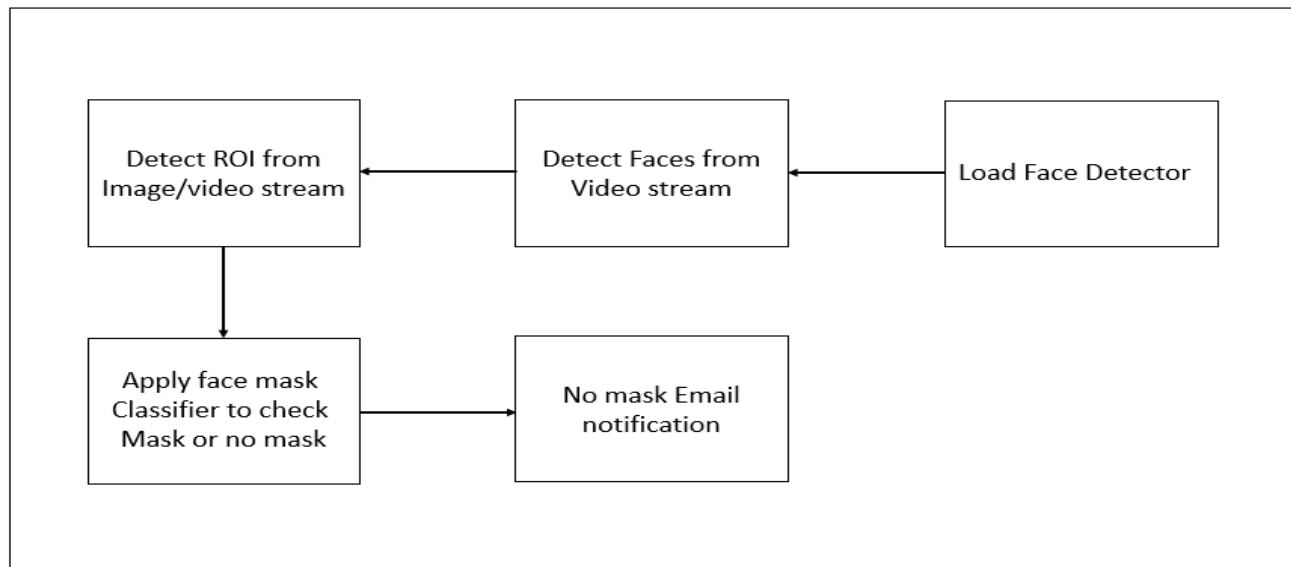 Detect ROI from
Image/video stream
Detect Faces from
Video stream
Load Face Detector
Apply face mask
Classifier to check
Mask or no mask
No mask Email
notification